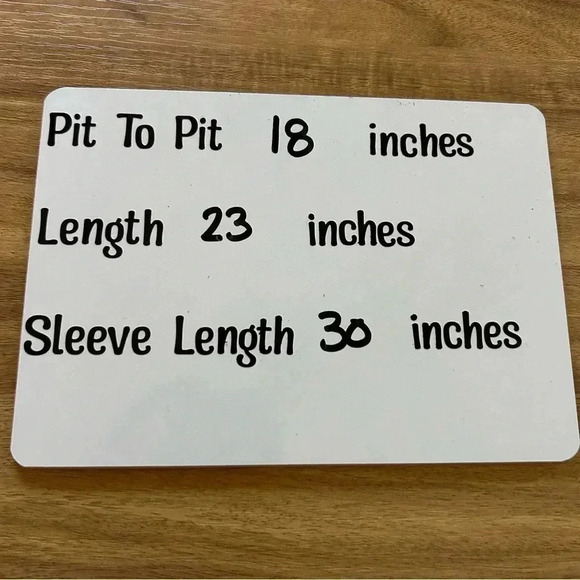 Pit To Pit 18 inches
Length 23 inches
Sleeve Length 30 inches